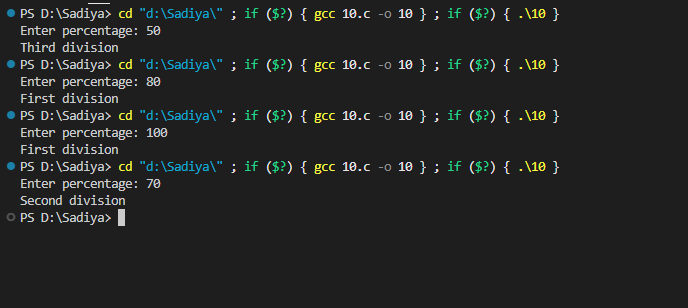 PS D:\Sadiya> cd "d:\Sadiya\" ; if ($?) { gcc 10.c -o 10 } ; if ($?) { .\10 }
Enter percentage: 50
Third division
PS D:\Sadiya> cd "d:\Sadiya\" ; if ($?) { gcc 10.c -o 10 } ; if ($?) { .\10 }
Enter percentage: 80
First division
PS D:\Sadiya> cd "d:\Sadiya\" ; if ($?) { gcc 10.c -o 10 } ; if ($?) { .\10 }
Enter percentage: 100
First division
PS D:\Sadiya> cd "d:\Sadiya\" ; if ($?) { gcc 10.c -o 10 } ; if ($?) { .\10 }
Enter percentage: 70
Second division
PS D:\Sadiya>